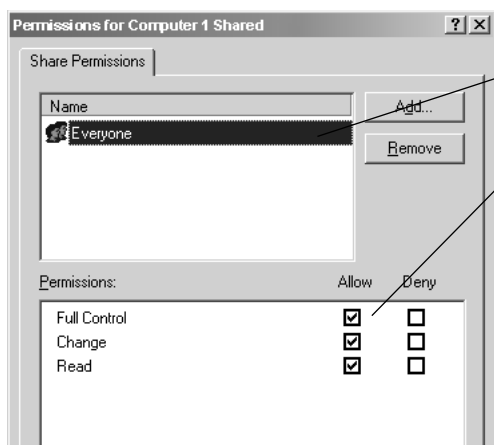 Permissions for Computer 1 Shared
Share Permissions
Name
Add...
Everyone
Remove
Permissions: Allow Deny
Full Control
Change
Read